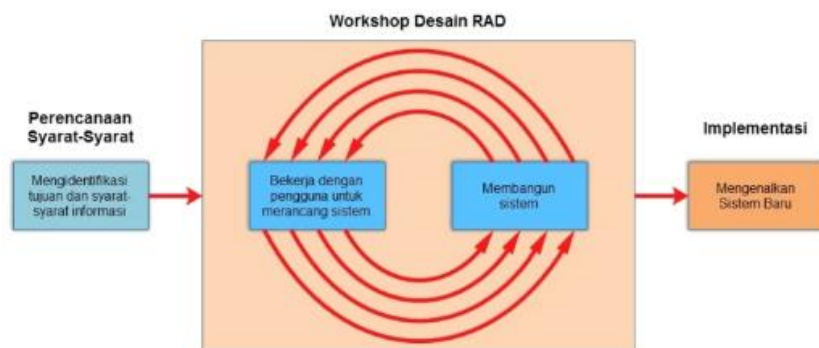 Workshop Desain RAD
Perencanaan
Syarat-Syarat
Mengidentifikasi
tujuan dan syarat-
syarat informasi
Bekerja dengan
pengguna untuk
merancang sistem
Membangun
sistem
Implementasi
Mengenalkan
Sistem Baru